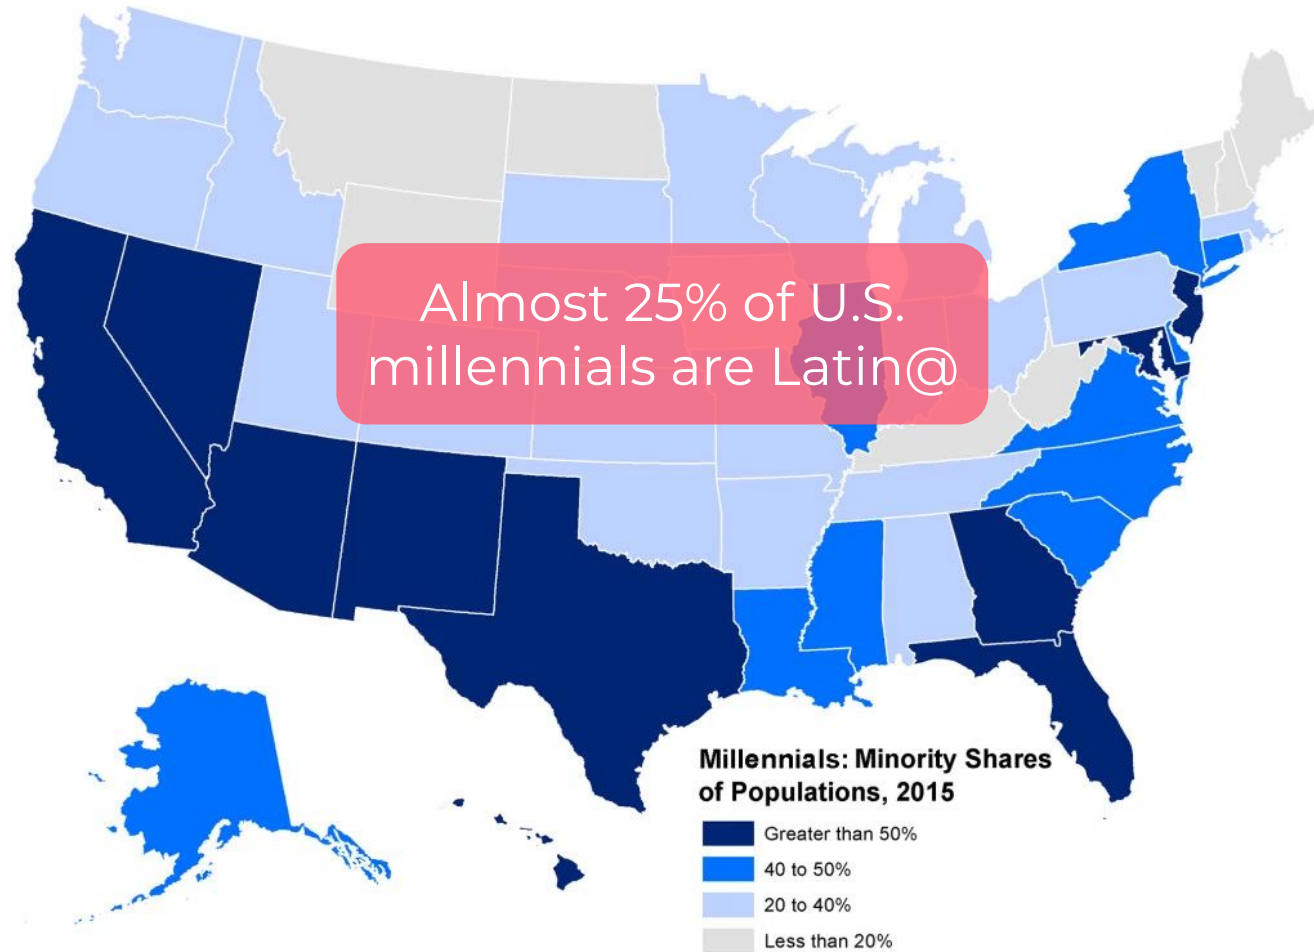 Almost 25% of U.S.
millennials are Latin@
Millennials: Minority Shares
of Populations, 2015
Greater than 50%
40 to 50%
20 to 40%
Less than 20%